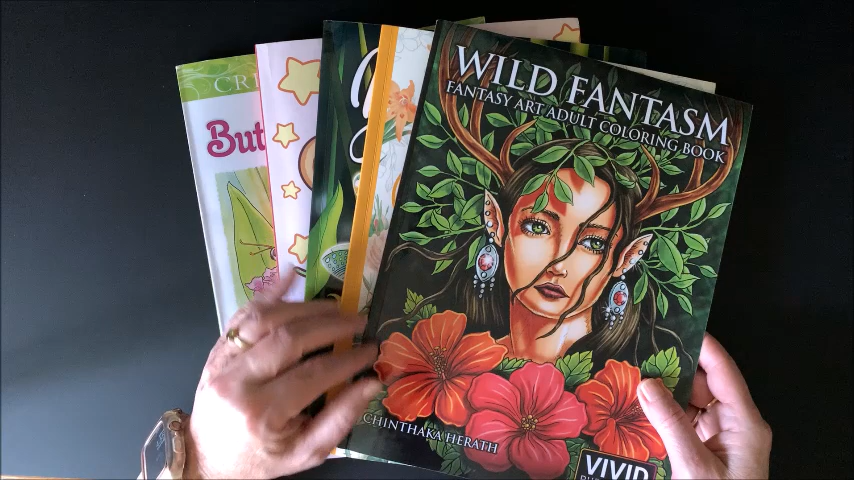 CRE
But
WILD FANTASM
FANTASY ART ADULT COLORING BOOK
CHINTHAKA HERATH
VIVID